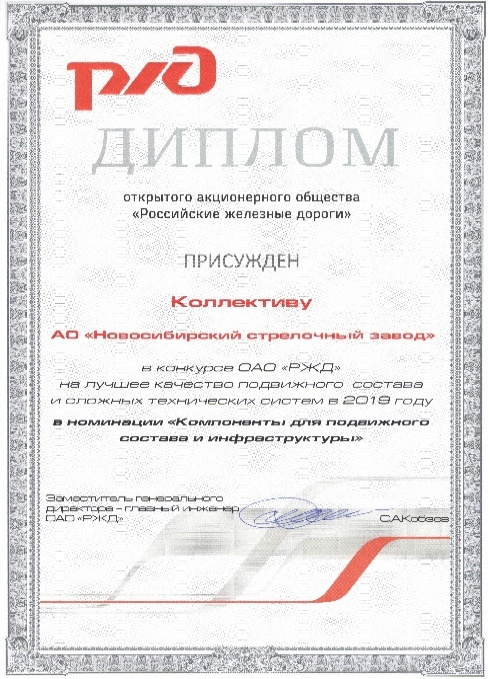 ржд
ДИПЛОМ
открытого акционерного общества
«Российские железные дороги»
ПРИСУЖДЕН
Коллективу
АО «Новосибирский стрелочный завод»
в конкурсе ОАО «РЖД»
на лучшее качество подвижного состава
и сложных технических систем в 2019 году
в номинации «Компоненты для подвижного
состава и инфраструктуры»
Заместитель генерального
директора – главный инженер
ОАО «РЖД»
С.А.Кобзев